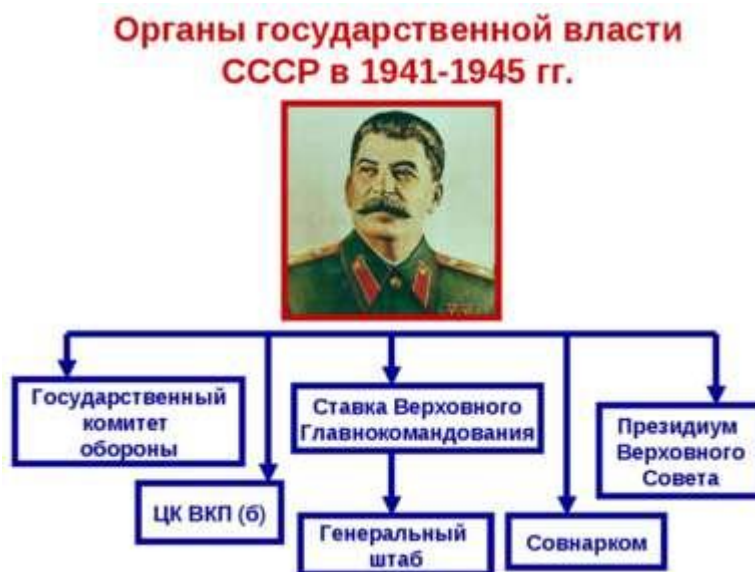 Органы государственной власти
СССР в 1941-1945 гг.
Государственный
комитет
обороны
ЦК ВКП (б)
Ставка Верховного
Главнокомандования
Генеральный
штаб
Совнарком
Президиум
Верховного
Совета